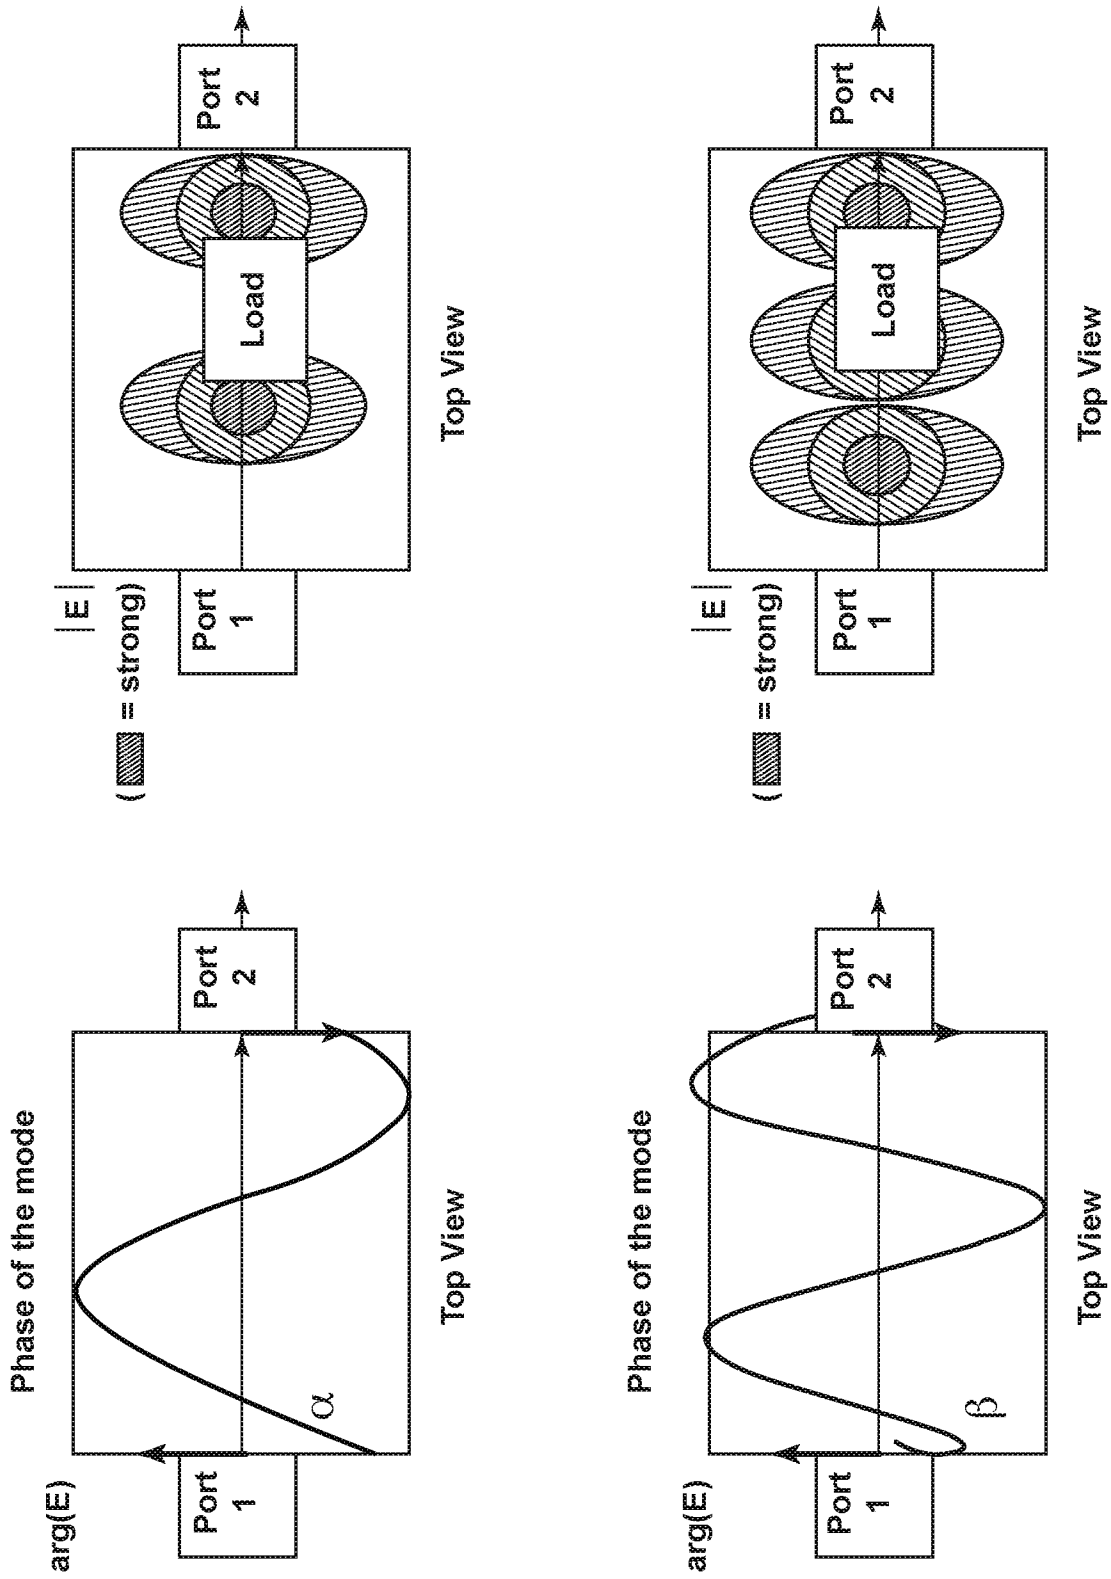 Phase of the mode
arg(E)
Port
1
Port
2
α
Top View
|E|
( = strong)
Port
1
Load
Port
2
Top View
Phase of the mode
arg(E)
Port
1
Port
2
β
Top View
|E|
( = strong)
Port
1
Load
Port
2
Top View